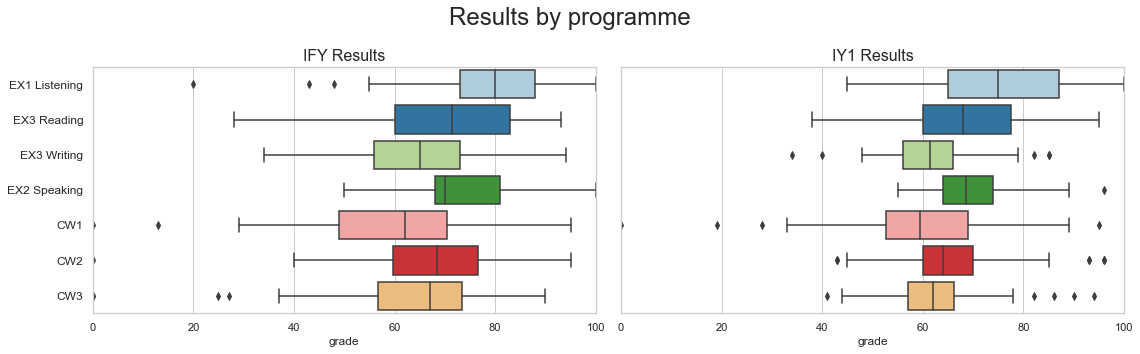 Results by programme
IFY Results
IY1 Results
EX1 Listening
EX3 Reading
EX3 Writing
EX2 Speaking
CW1
CW2
CW3
0 20 40 60 80 100
0 20 40 60 80 100
grade
grade